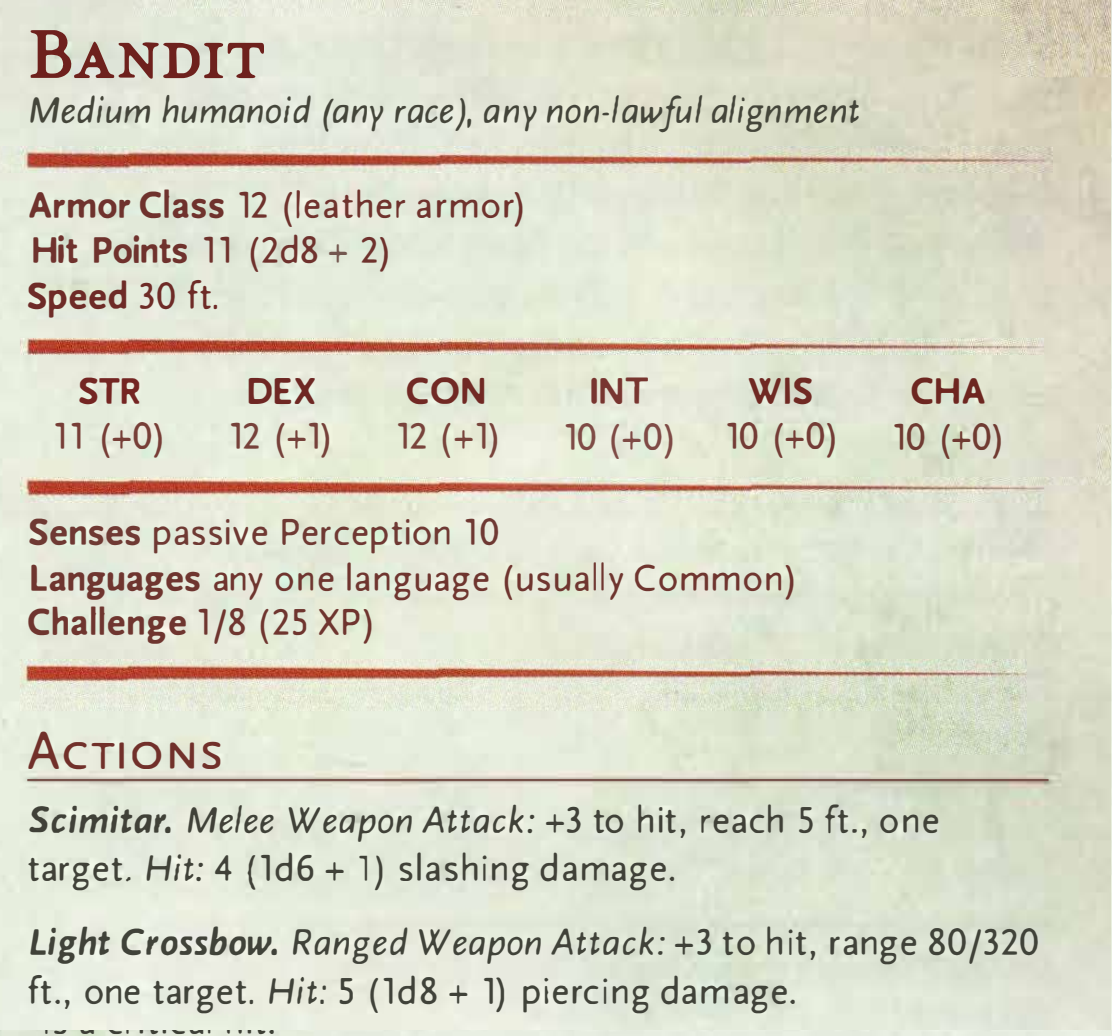 BANDIT
Medium humanoid (any race), any non-lawful alignment
Armor Class 12 (leather armor)
Hit Points 11 (2d8 + 2)
Speed 30 ft.
STR DEX CON INT WIS CHA
11 (+0) 12 (+1) 12 (+1) 10 (+0) 10 (+0) 10 (+0)
Senses passive Perception 10
Languages any one language (usually Common)
Challenge 1/8 (25 XP)
ACTIONS
Scimitar. Melee Weapon Attack: +3 to hit, reach 5 ft., one
target. Hit: 4 (1d6 + 1) slashing damage.
Light Crossbow. Ranged Weapon Attack: +3 to hit, range 80/320
ft., one target. Hit: 5 (1d8 + 1) piercing damage.
is a critical hit.